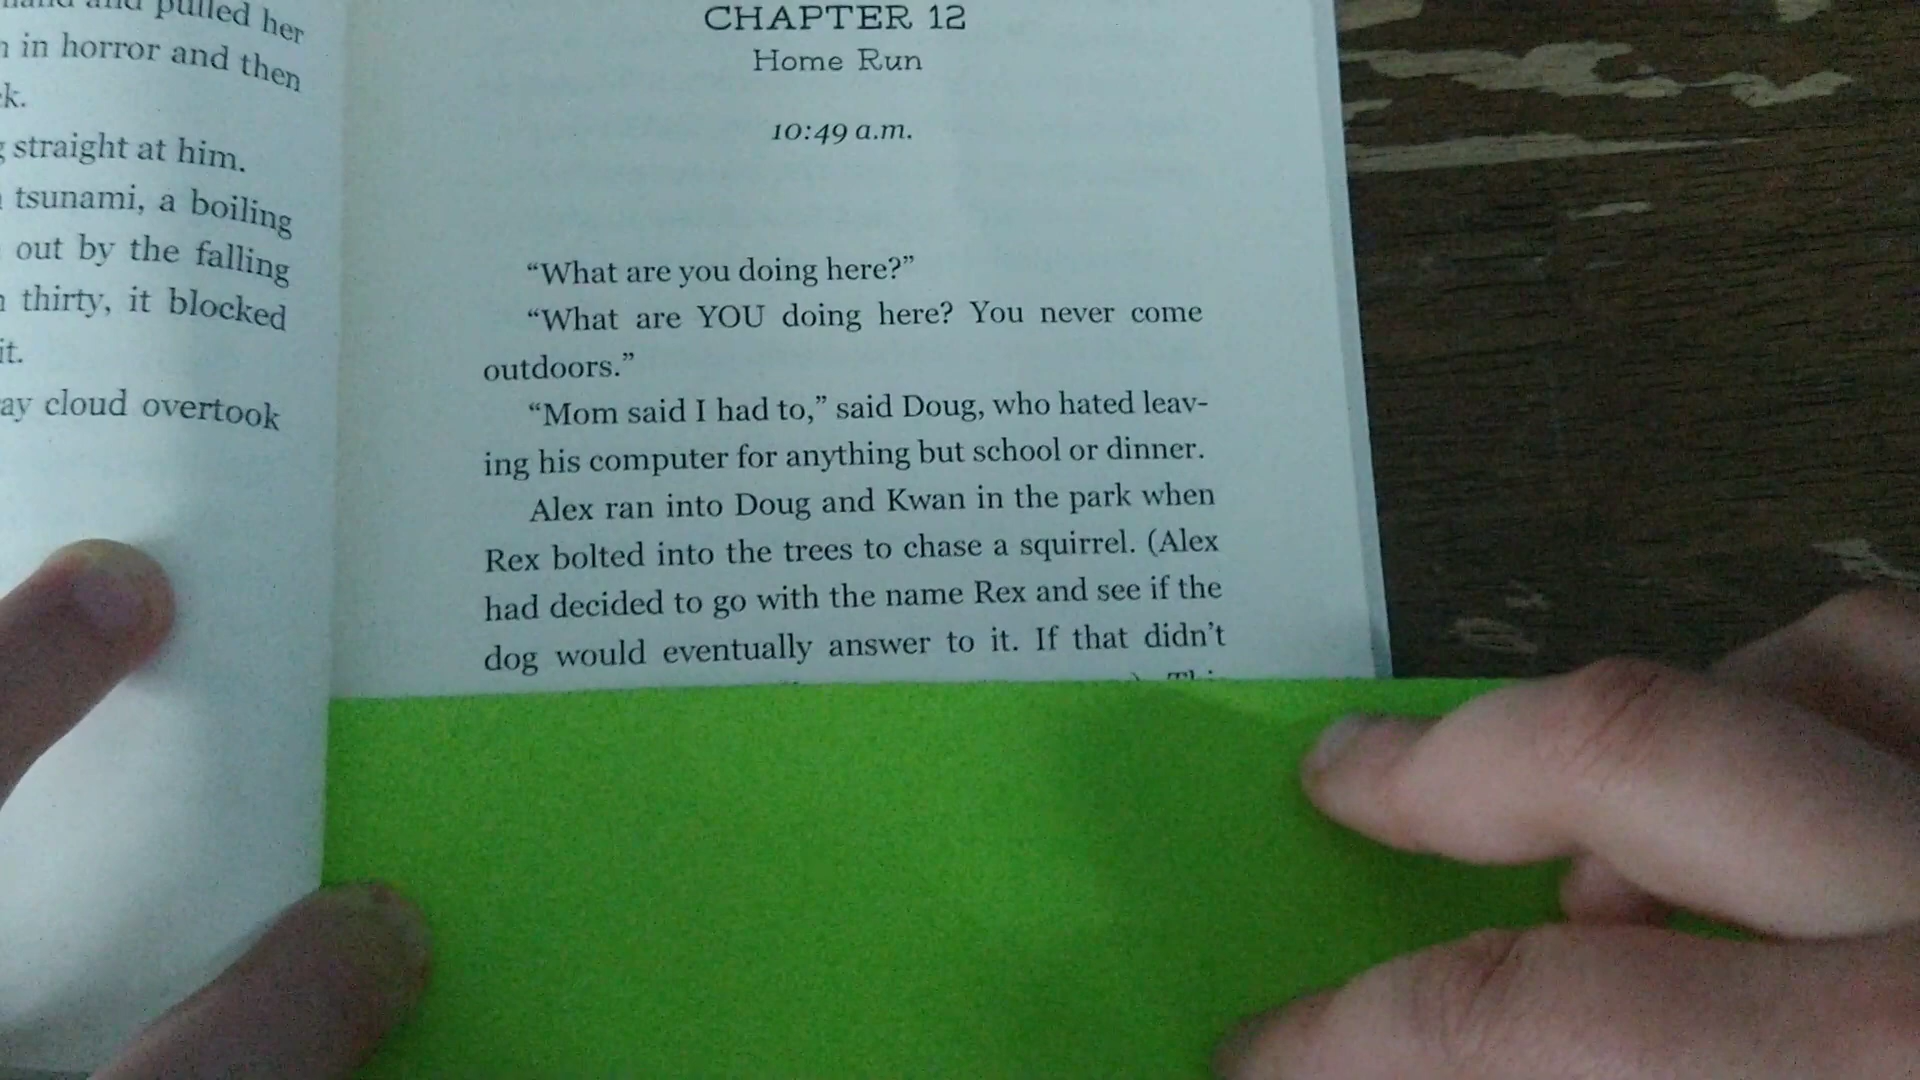 pulled her
in horror and then
k.
straight at him.
tsunami, a boiling
out by the falling
thirty, it blocked
it.
ay cloud overtook
CHAPTER 12
Home Run
10:49 a.m.
“What are you doing here?”
“What are YOU doing here? You never come
outdoors.”
“Mom said I had to,” said Doug, who hated leav-
ing his computer for anything but school or dinner.
Alex ran into Doug and Kwan in the park when
Rex bolted into the trees to chase a squirrel. (Alex
had decided to go with the name Rex and see if the
dog would eventually answer to it. If that didn’t